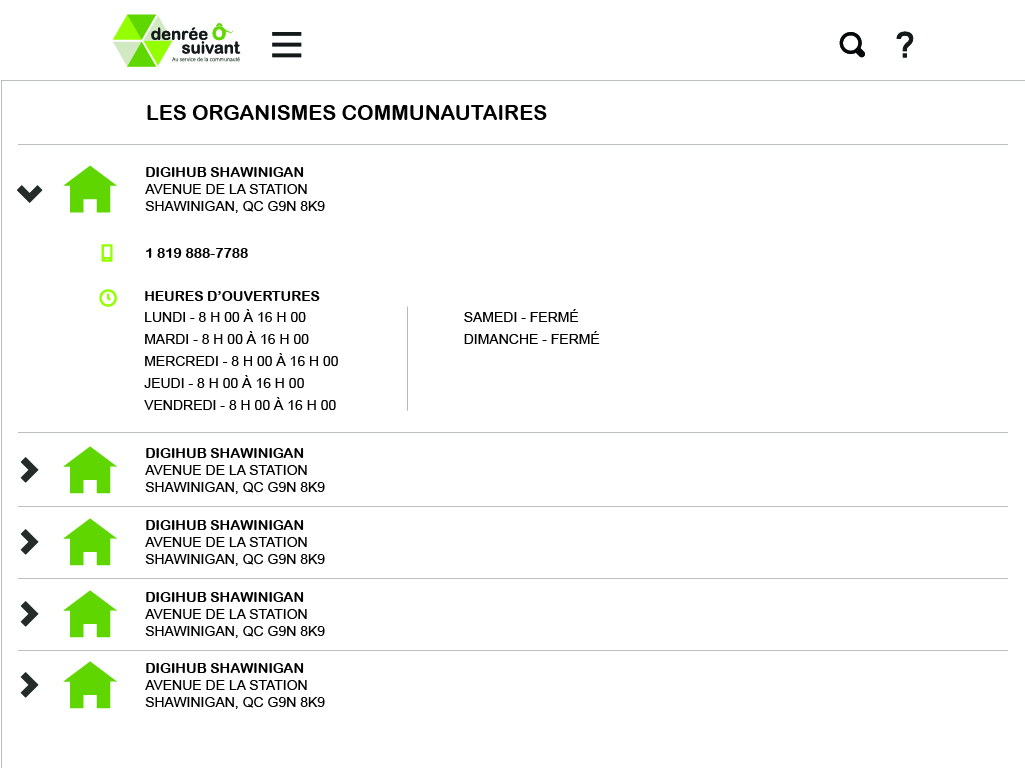 denrée Ô
suivant
Au service de la communauté
?
LES ORGANISMES COMMUNAUTAIRES
DIGIHUB SHAWINIGAN
AVENUE DE LA STATION
SHAWINIGAN, QC G9N 8K9
1 819 888-7788
HEURES D’OUVERTURES
LUNDI - 8 H 00 À 16 H 00
MARDI - 8 H 00 À 16 H 00
MERCREDI - 8 H 00 À 16 H 00
JEUDI - 8 H 00 À 16 H 00
VENDREDI - 8 H 00 À 16 H 00
SAMEDI - FERMÉ
DIMANCHE - FERMÉ
DIGIHUB SHAWINIGAN
AVENUE DE LA STATION
SHAWINIGAN, QC G9N 8K9
DIGIHUB SHAWINIGAN
AVENUE DE LA STATION
SHAWINIGAN, QC G9N 8K9
DIGIHUB SHAWINIGAN
AVENUE DE LA STATION
SHAWINIGAN, QC G9N 8K9
DIGIHUB SHAWINIGAN
AVENUE DE LA STATION
SHAWINIGAN, QC G9N 8K9